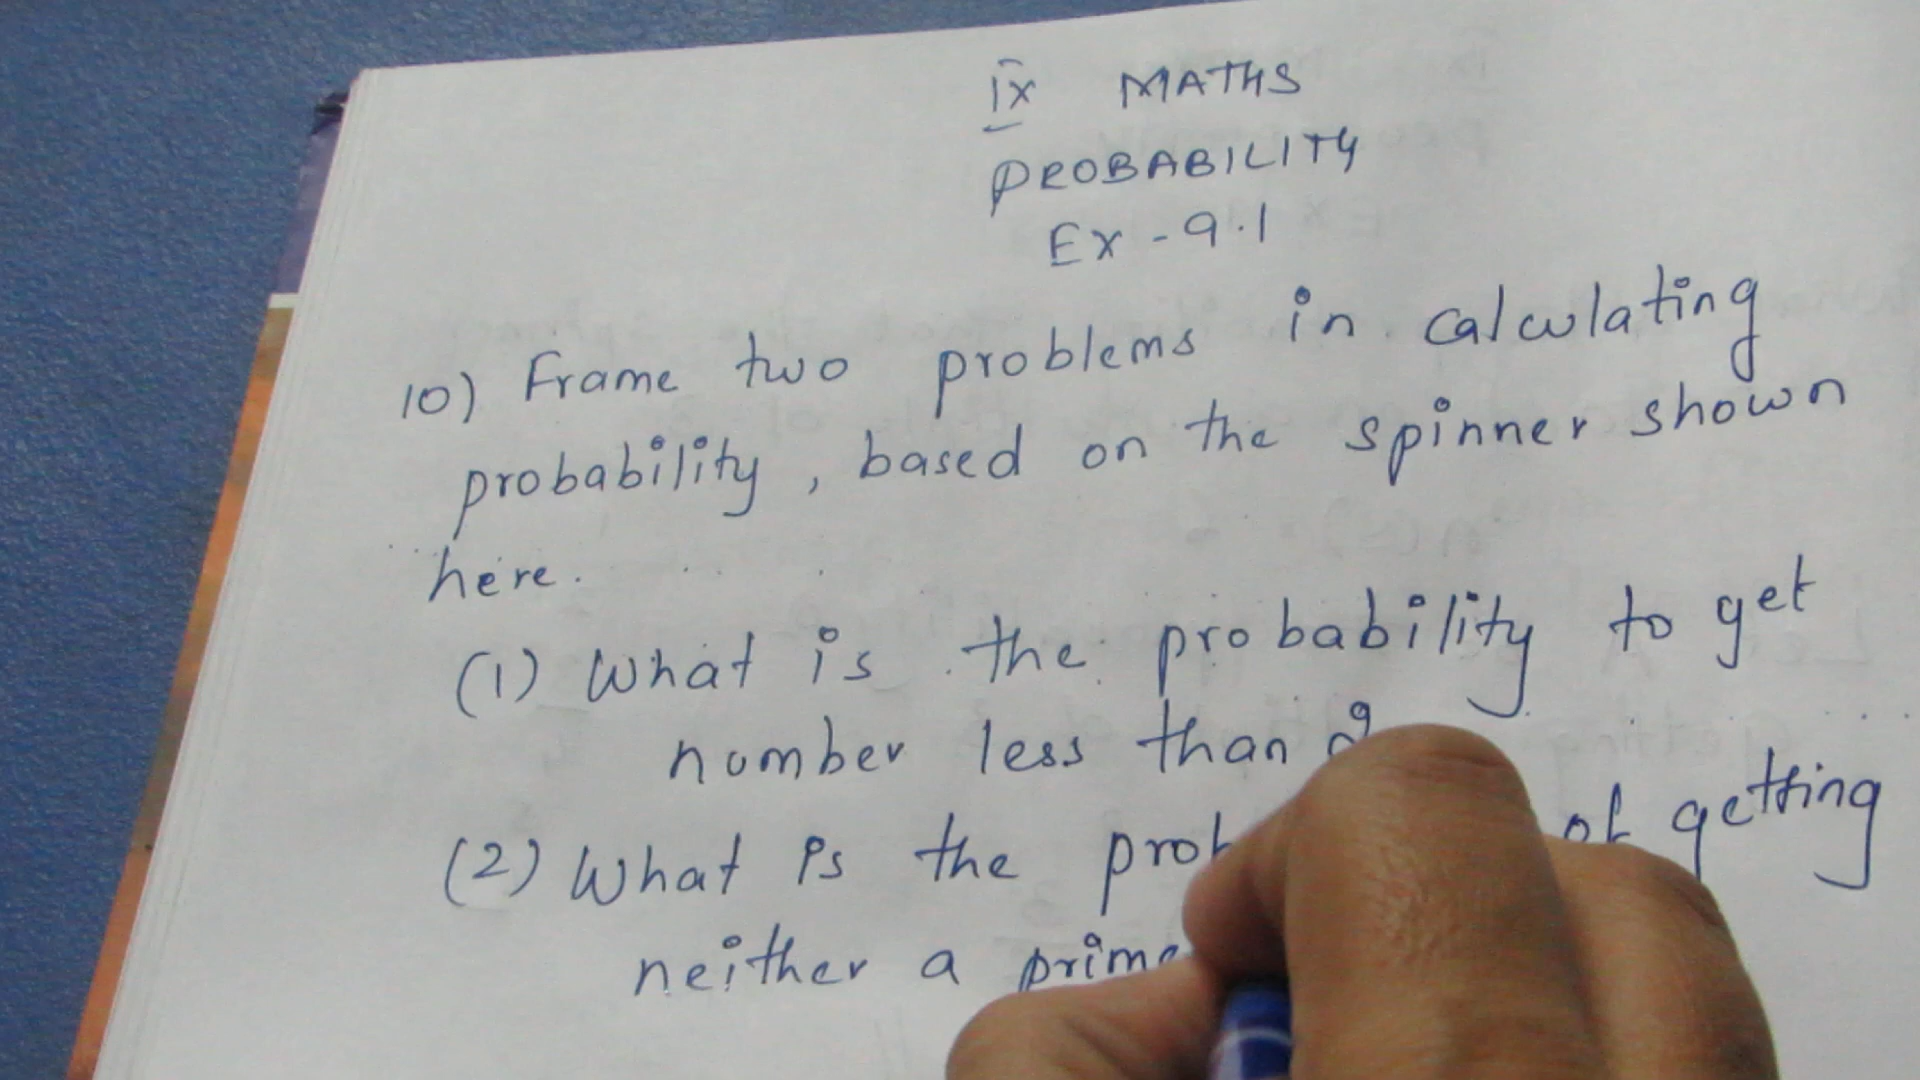 IX MATHS
PROBABILITY
Ex - 9.1
10) Frame two problems in calculating
probability, based on the spinner shown
here.
(1) What is the probability to get
number less than
(2) What is the of getting
neither a prime